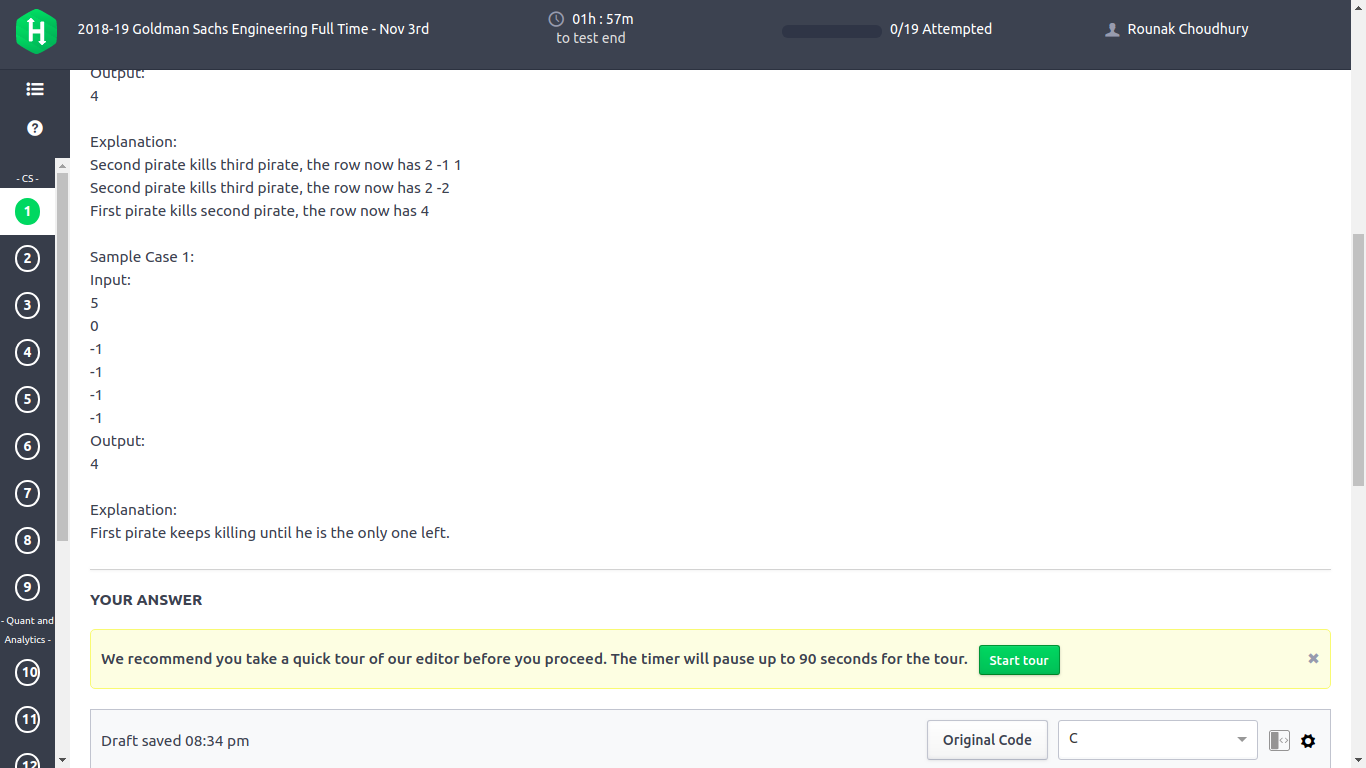 2018-19 Goldman Sachs Engineering Full Time - Nov 3rd
01h : 57m
to test end
0/19 Attempted
Rounak Choudhury
- CS -
1
2
3
4
5
6
7
8
9
- Quant and
Analytics -
10
11
12
Output:
4
Explanation:
Second pirate kills third pirate, the row now has 2 -1 1
Second pirate kills third pirate, the row now has 2 -2
First pirate kills second pirate, the row now has 4
Sample Case 1:
Input:
5
0
-1
-1
-1
-1
Output:
4
Explanation:
First pirate keeps killing until he is the only one left.
YOUR ANSWER
We recommend you take a quick tour of our editor before you proceed. The timer will pause up to 90 seconds for the tour. Start tour
Draft saved 08:34 pm
Original Code
C